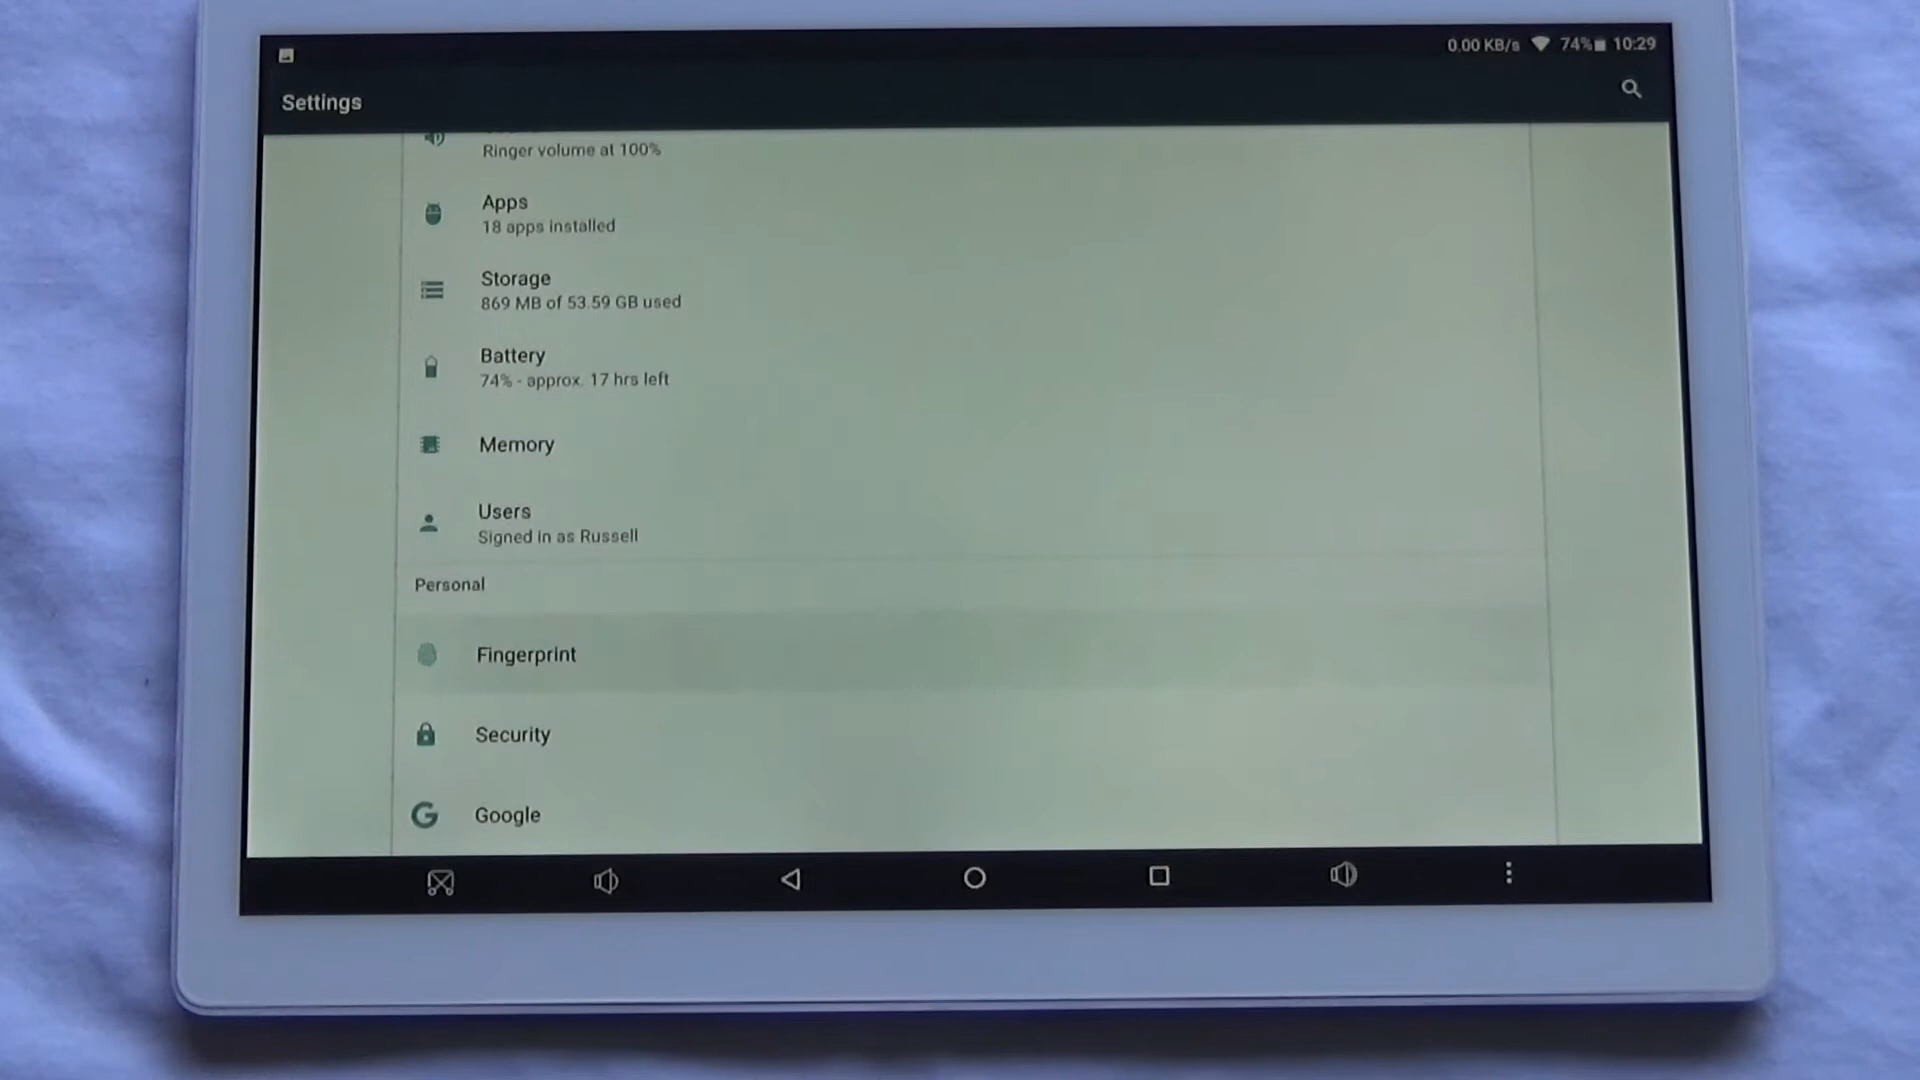 0.00 KB/s 74% 10:29
Settings
Ringer volume at 100%
Apps
18 apps installed
Storage
869 MB of 53.59 GB used
Battery
74% - approx. 17 hrs left
Memory
Users
Signed in as Russell
Personal
Fingerprint
Security
Google